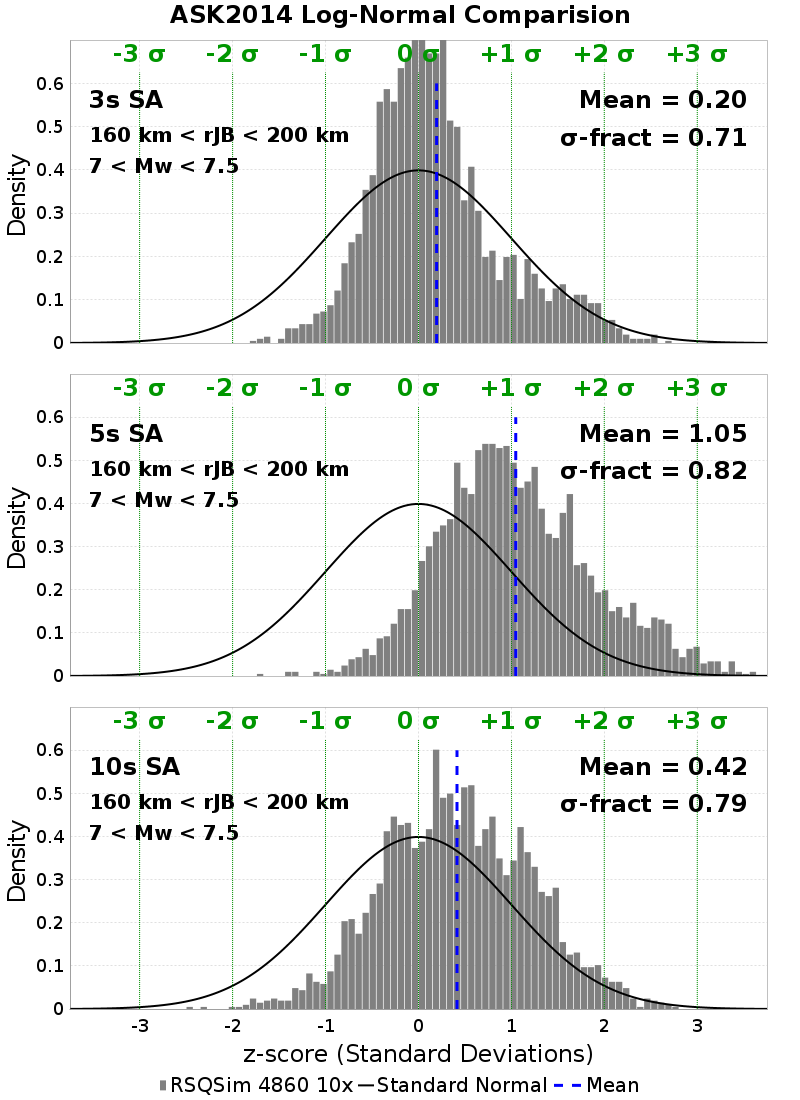 ASK2014 Log-Normal Comparision
-3 σ -2 σ -1 σ 0 σ +1 σ +2 σ +3 σ
0.6
3s SA Mean = 0.20
0.5
160 km < rJB < 200 km σ-fract = 0.71
0.4
7 < Mw < 7.5
Density
0.3
0.2
0.1
0
-3 σ -2 σ -1 σ 0 σ +1 σ +2 σ +3 σ
0.6
5s SA Mean = 1.05
0.5
160 km < rJB < 200 km σ-fract = 0.82
0.4
7 < Mw < 7.5
Density
0.3
0.2
0.1
0
-3 σ -2 σ -1 σ 0 σ +1 σ +2 σ +3 σ
0.6
10s SA Mean = 0.42
0.5
160 km < rJB < 200 km σ-fract = 0.79
0.4
7 < Mw < 7.5
Density
0.3
0.2
0.1
0
-3 -2 -1 0 1 2 3
z-score (Standard Deviations)
RSQSim 4860 10x Standard Normal Mean